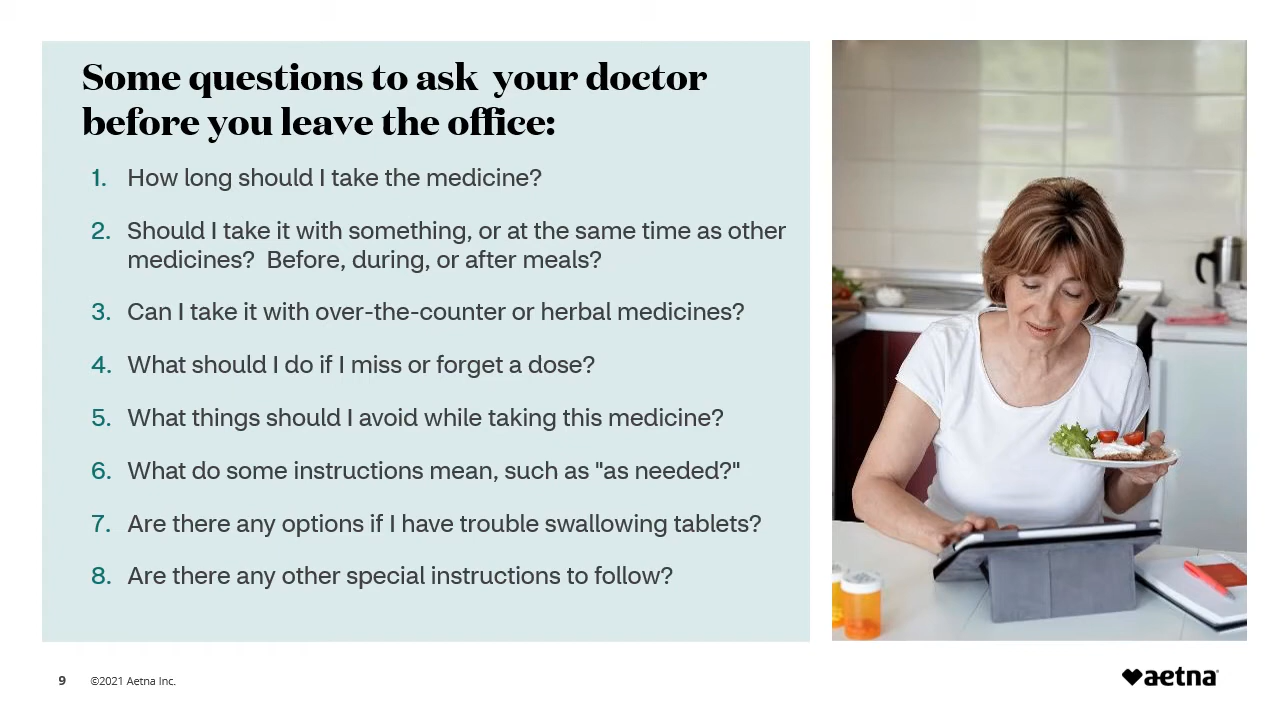 Some questions to ask  your doctor
before you leave the office:
1. How long should I take the medicine?
2. Should I take it with something, or at the same time as other
medicines?  Before, during, or after meals?
3. Can I take it with over-the-counter or herbal medicines?
4. What should I do if I miss or forget a dose?
5. What things should I avoid while taking this medicine?
6. What do some instructions mean, such as "as needed?"
7. Are there any options if I have trouble swallowing tablets?
8. Are there any other special instructions to follow?
9 ©2021 Aetna Inc.
aetna